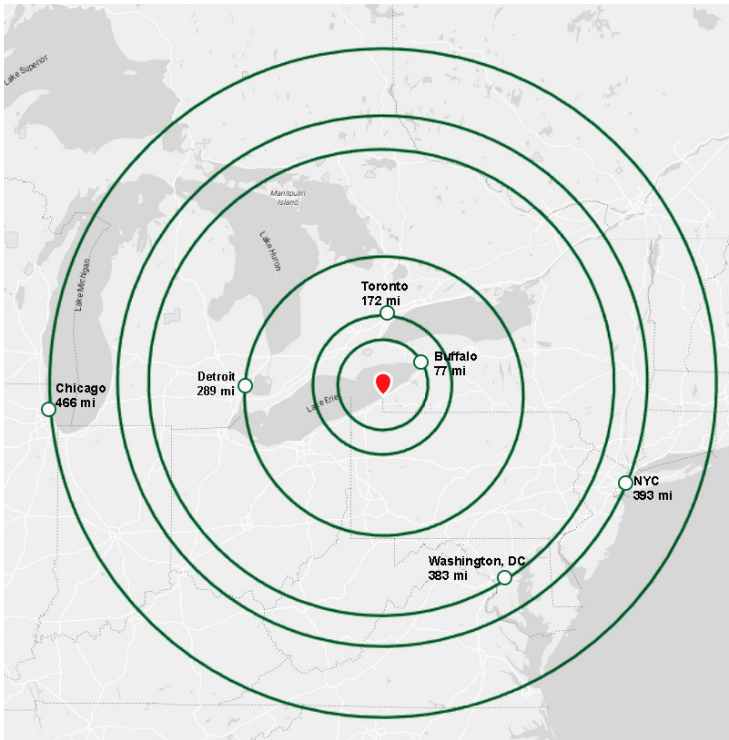 Lake Superior
Manitoulin
Island
Lake Huron
Lake Michigan
Toronto
172 mi
Buffalo
77 mi
Detroit
289 mi
Chicago
466 mi
Lake Erie
NYC
393 mi
Washington, DC
383 mi